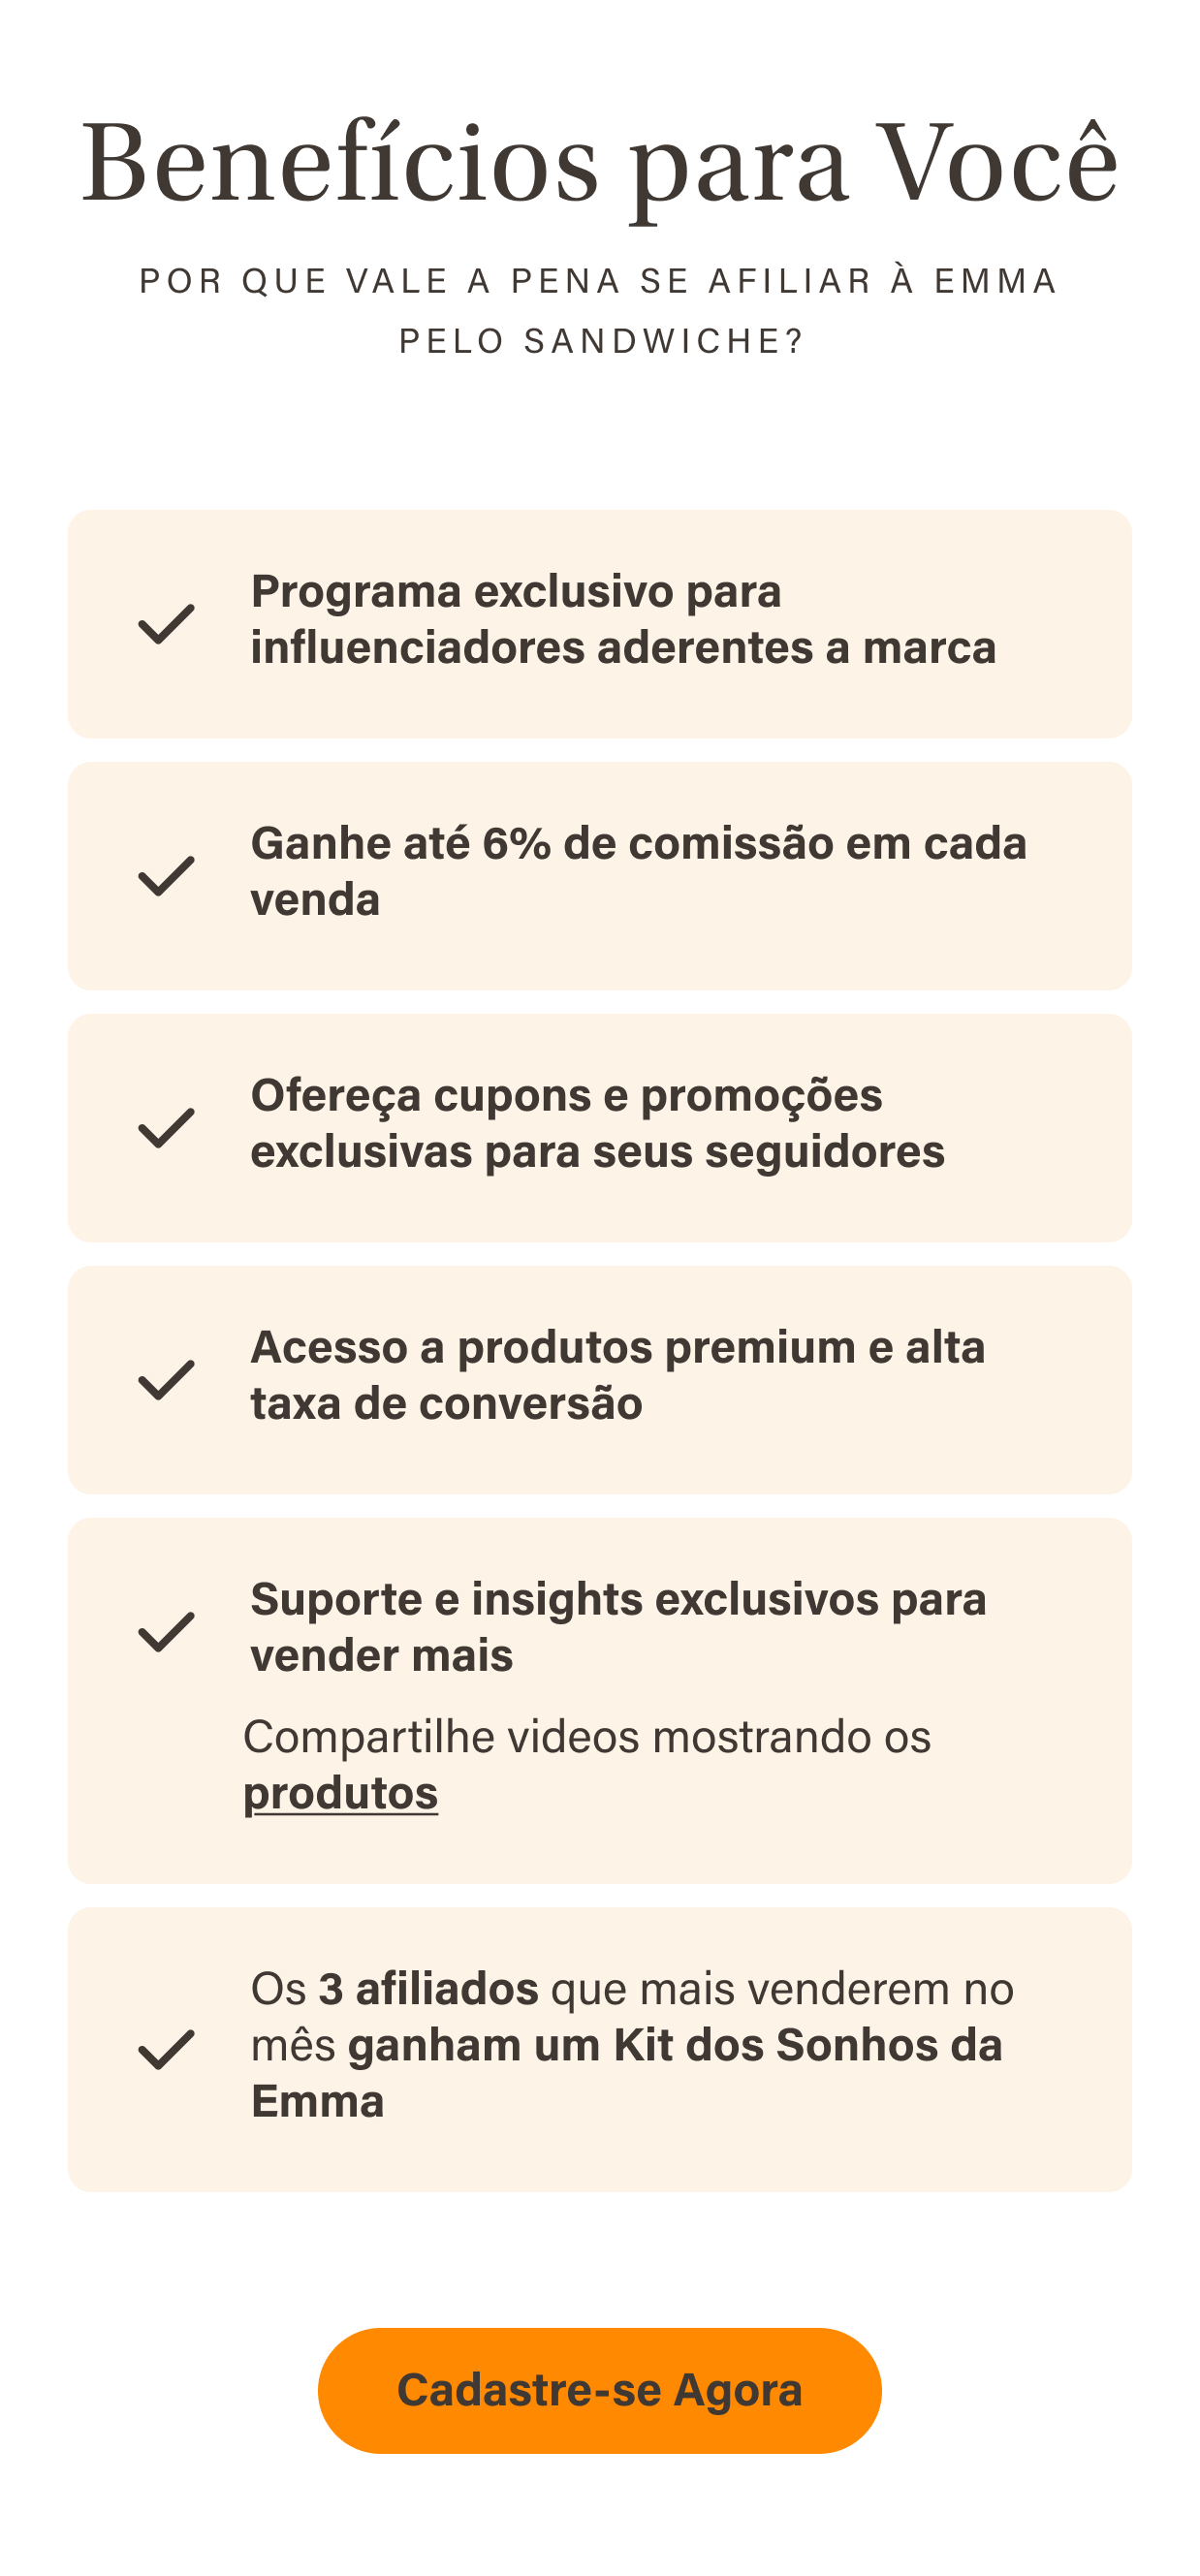 Benefícios para Você
POR QUE VALE A PENA SE AFILIAR À EMMA
PELO SANDWICHE?
Programa exclusivo para
influenciadores aderentes a marca
Ganhe até 6% de comissão em cada
venda
Ofereça cupons e promoções
exclusivas para seus seguidores
Acesso a produtos premium e alta
taxa de conversão
Suporte e insights exclusivos para
vender mais
Compartilhe videos mostrando os
produtos
Os 3 afiliados que mais venderem no
mês ganham um Kit dos Sonhos da
Emma
Cadastre-se Agora